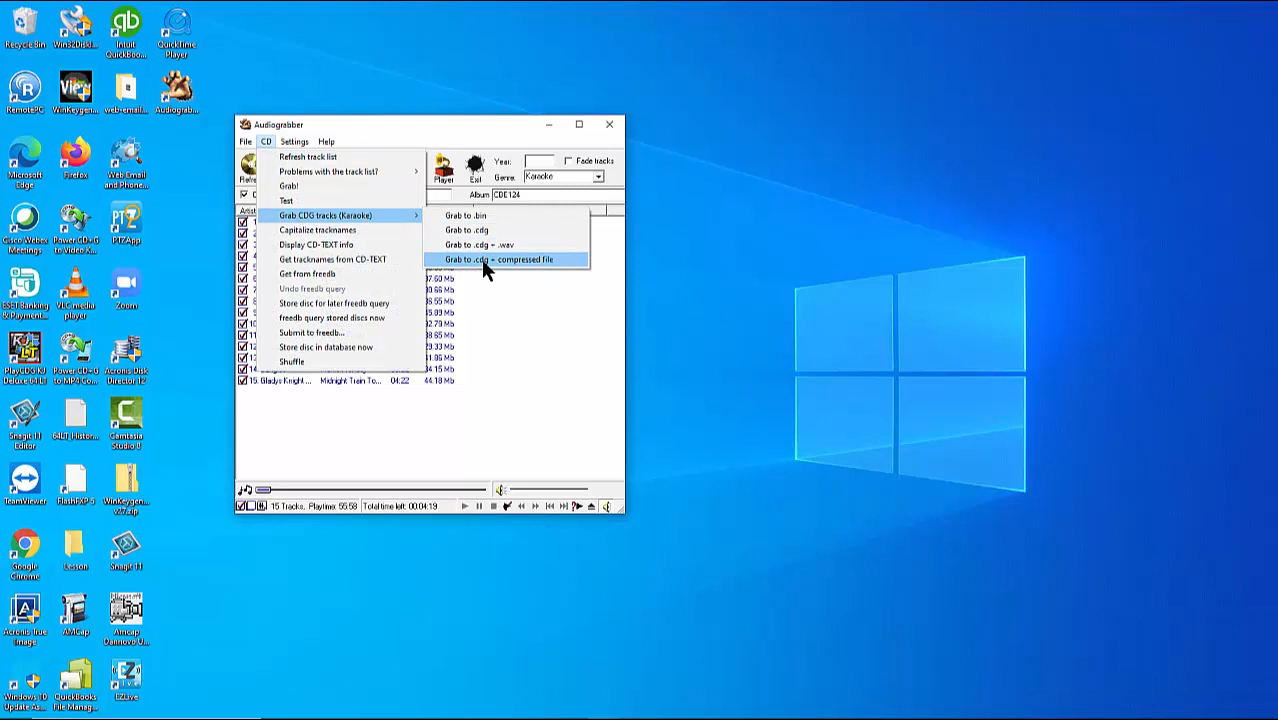 Recycle Bin
Win32Diskl...
Intuit
QuickBoo...
QuickTime
Player
RemotePC
WinKeygen...
web-email...
Audiograb...
Microsoft
Edge
Firefox
Web Email
and Phone...
Cisco Webex
Meetings
Power CD+G
to Video K...
PTZApp
ESET Banking
& Payment...
VLC media
player
Zoom
PlayCDG KJ
Deluxe 64 LT
Power CD+G
to MP4 Co...
Acronis Disk
Director 12
Snagit 11
Editor
64LT_Histor...
Camtasia
Studio 8
TeamViewer
FlashFXP 5
WinKeygen
v27.zip
Google
Chrome
Lesson
Snagit 11
Acronis True
Image
AMCap
Amcap
Dannovo U...
Windows 10
Update As...
QuickBooks
File Manag...
EZLive
Audiograbber
File CD Settings Help
Refresh track list
Problems with the track list?
Grab!
Test
Grab CDG tracks (Karaoke)
Capitalize tracknames
Display CD-TEXT info
Get tracknames from CD-TEXT
Get from freedb
Undo freedb query
Store disc for later freedb query
freedb query stored discs now
Submit to freedb...
Store disc in database now
Shuffle
Grab to .bin
Grab to .cdg
Grab to .cdg + .wav
Grab to .cdg + compressed file
Player Exit
Year: Fade tracks
Genre: Karaoke
Album CBE124
Artist
15. Gladys Knight ... Midnight Train To... 04:22 44.18 Mb
15 Tracks, Playtime: 55:58 Total time left: 00:04:19